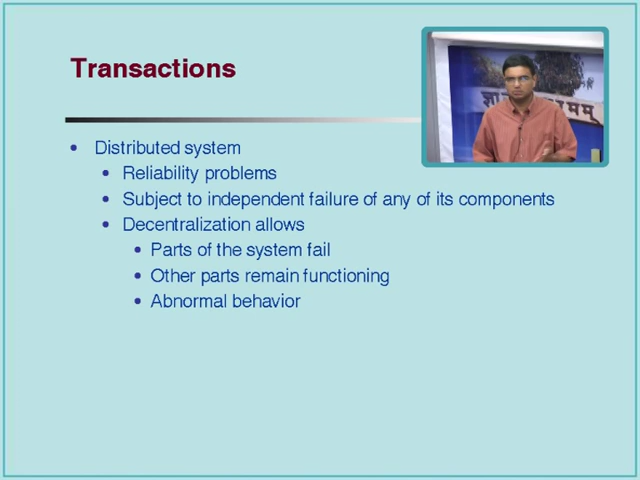 Transactions
Distributed system
Reliability problems
Subject to independent failure of any of its components
Decentralization allows
Parts of the system fail
Other parts remain functioning
Abnormal behavior